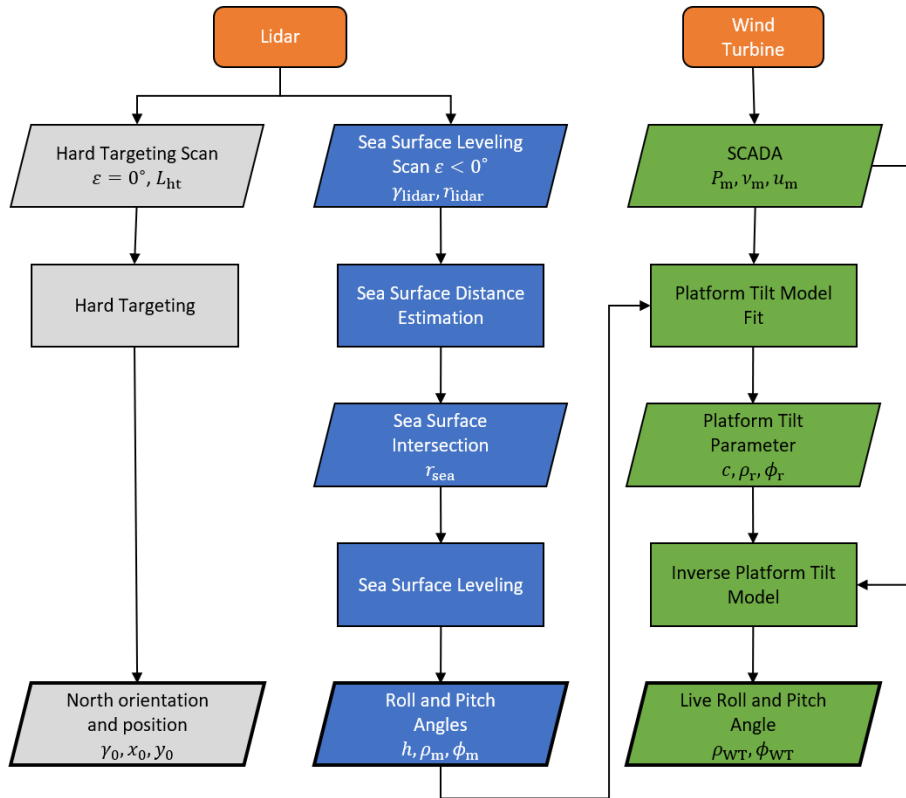 Lidar
Wind
Turbine
Hard Targeting Scan
ε = 0°, L_ht
Sea Surface Leveling
Scan ε < 0°
γ_lidar, r_lidar
SCADA
P_m, ν_m, u_m
Hard Targeting
Sea Surface Distance
Estimation
Platform Tilt Model
Fit
Sea Surface
Intersection
r_sea
Platform Tilt
Parameter
c, ρ_r, ϕ_r
Sea Surface Leveling
Inverse Platform Tilt
Model
North orientation
and position
γ_0, x_0, y_0
Roll and Pitch
Angles
h, ρ_m, ϕ_m
Live Roll and Pitch
Angle
ρ_WT, ϕ_WT